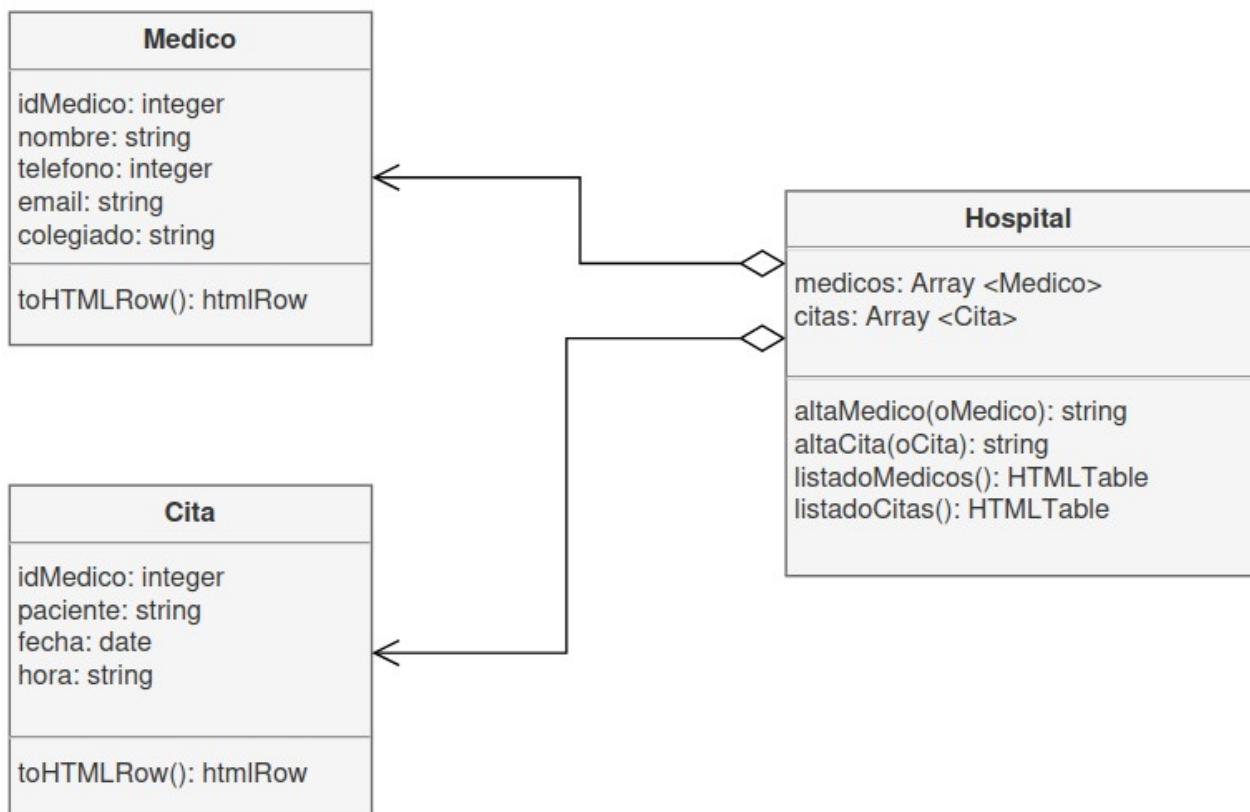 Medico
idMedico: integer
nombre: string
telefono: integer
email: string
colegiado: string
toHTMLRow(): htmlRow
Hospital
medicos: Array <Medico>
citas: Array <Cita>
altaMedico(oMedico): string
altaCita(oCita): string
listadoMedicos(): HTMLTable
listadoCitas(): HTMLTable
Cita
idMedico: integer
paciente: string
fecha: date
hora: string
toHTMLRow(): htmlRow